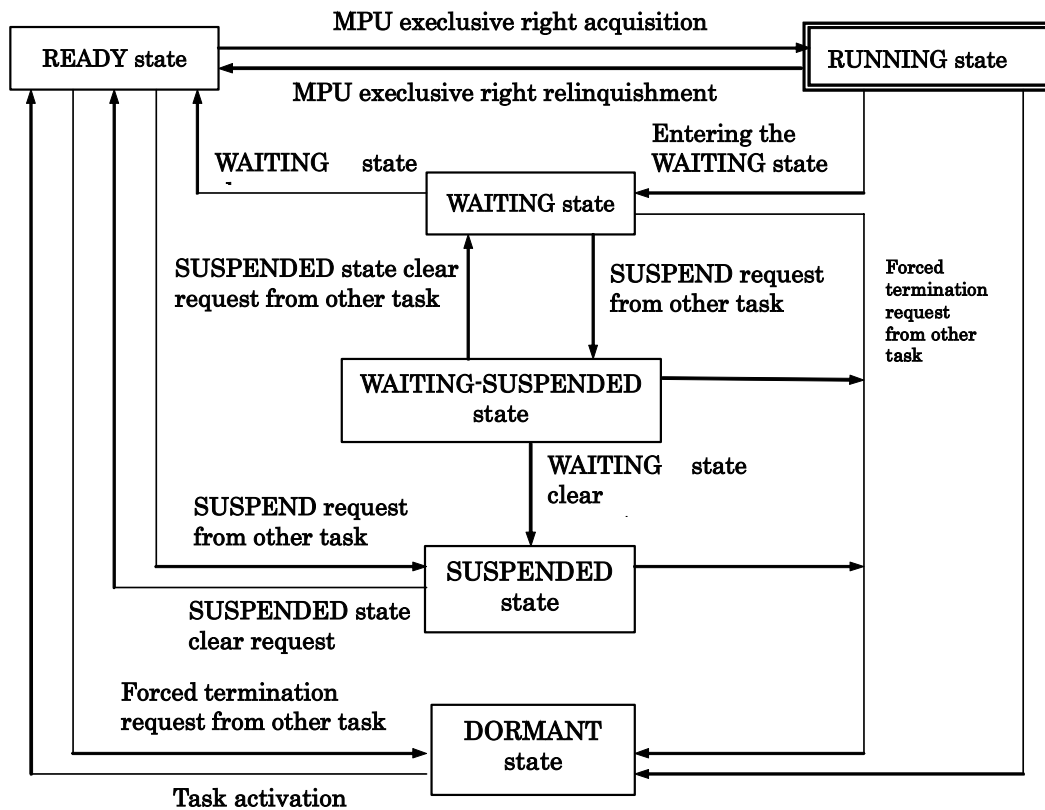 MPU execlusive right acquisition
READY state
RUNNING state
MPU execlusive right relinquishment
Entering the
WAITING state
WAITING state
WAITING state
SUSPENDED state clear
request from other task
SUSPEND request
from other task
Forced
termination
request
from other
task
WAITING-SUSPENDED
state
WAITING state
clear
SUSPEND request
from other task
SUSPENDED
state
SUSPENDED state
clear request
Forced termination
request from other task
DORMANT
state
Task activation